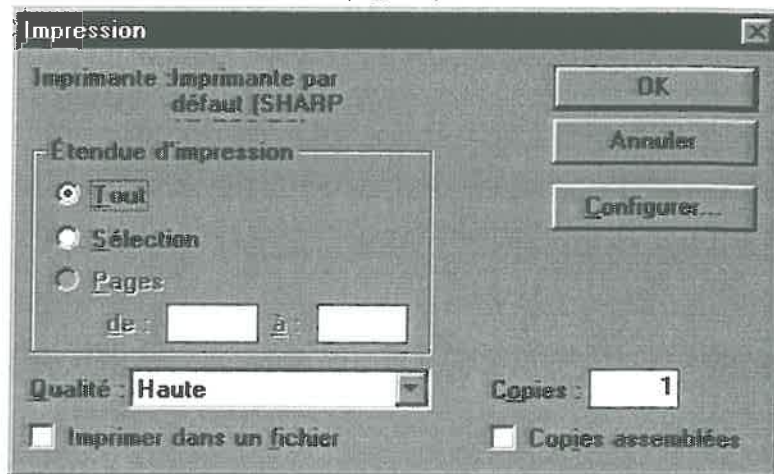 Impression
Imprimante :Imprimante par
défaut (SHARP
OK
Annuler
Configurer...
Étendue d'impression
Tout
Sélection
Pages
de : à :
Qualité : Haute
Copies : 1
Imprimer dans un fichier
Copies assemblées